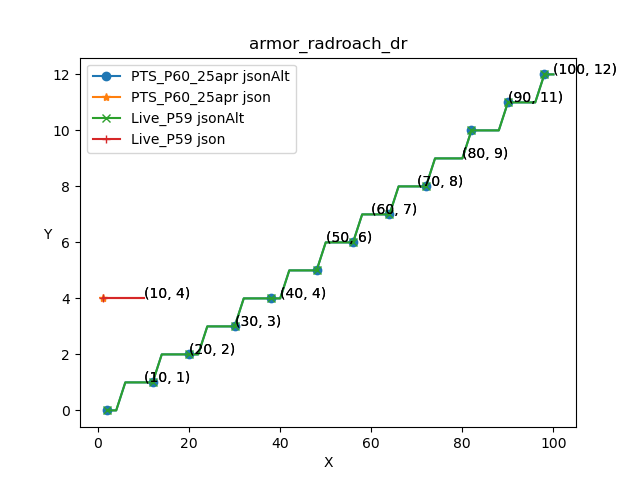 armor_radroach_dr
PTS_P60_25apr jsonAlt
PTS_P60_25apr json
Live_P59 jsonAlt
Live_P59 json
(100, 12)
(90, 11)
(80, 9)
(70, 8)
(60, 7)
(50, 6)
(10, 4)
(40, 4)
(30, 3)
(20, 2)
(10, 1)
12
10
8
6
4
2
0
Y
0 20 40 60 80 100
X